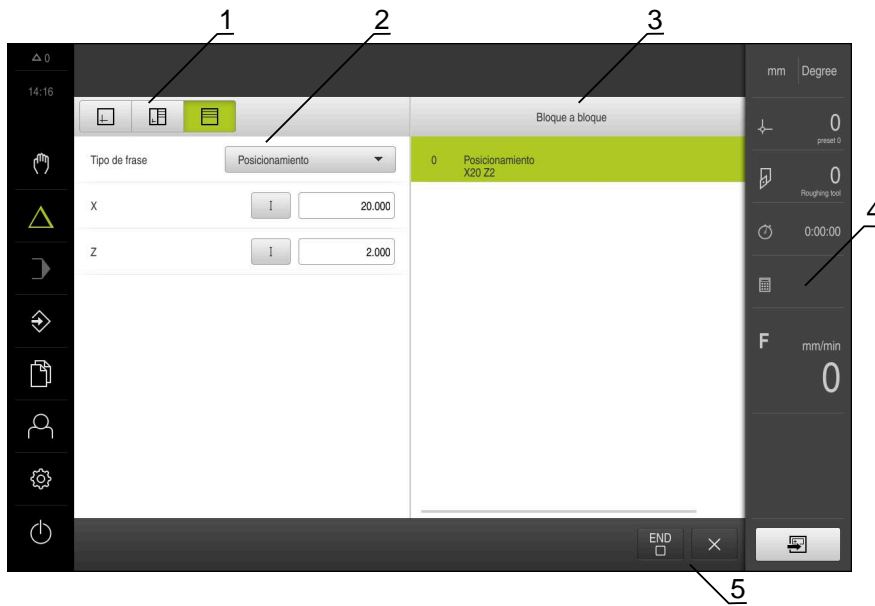 1
2
3
0
14:16
mm
Degree
Bloque a bloque
0
preset 0
Tipo de frase
Posicionamiento
0
Posicionamiento
X20 Z2
0
Roughing tool
X
I
20.000
4
0:00:00
Z
I
2.000
F
mm/min
0
END
5